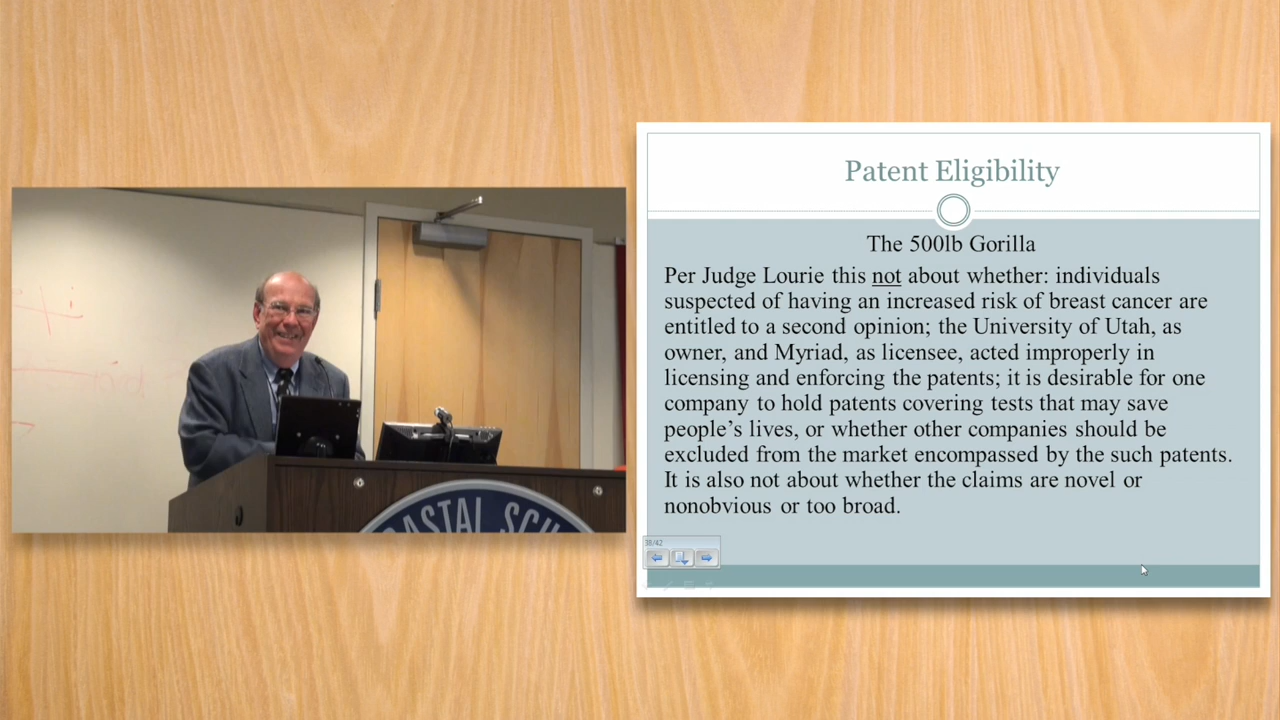 Patent Eligibility
The 500lb Gorilla
Per Judge Lourie this not about whether: individuals
suspected of having an increased risk of breast cancer are
entitled to a second opinion; the University of Utah, as
owner, and Myriad, as licensee, acted improperly in
licensing and enforcing the patents; it is desirable for one
company to hold patents covering tests that may save
people's lives, or whether other companies should be
excluded from the market encompassed by the such patents.
It is also not about whether the claims are novel or
nonobvious or too broad.
38/42